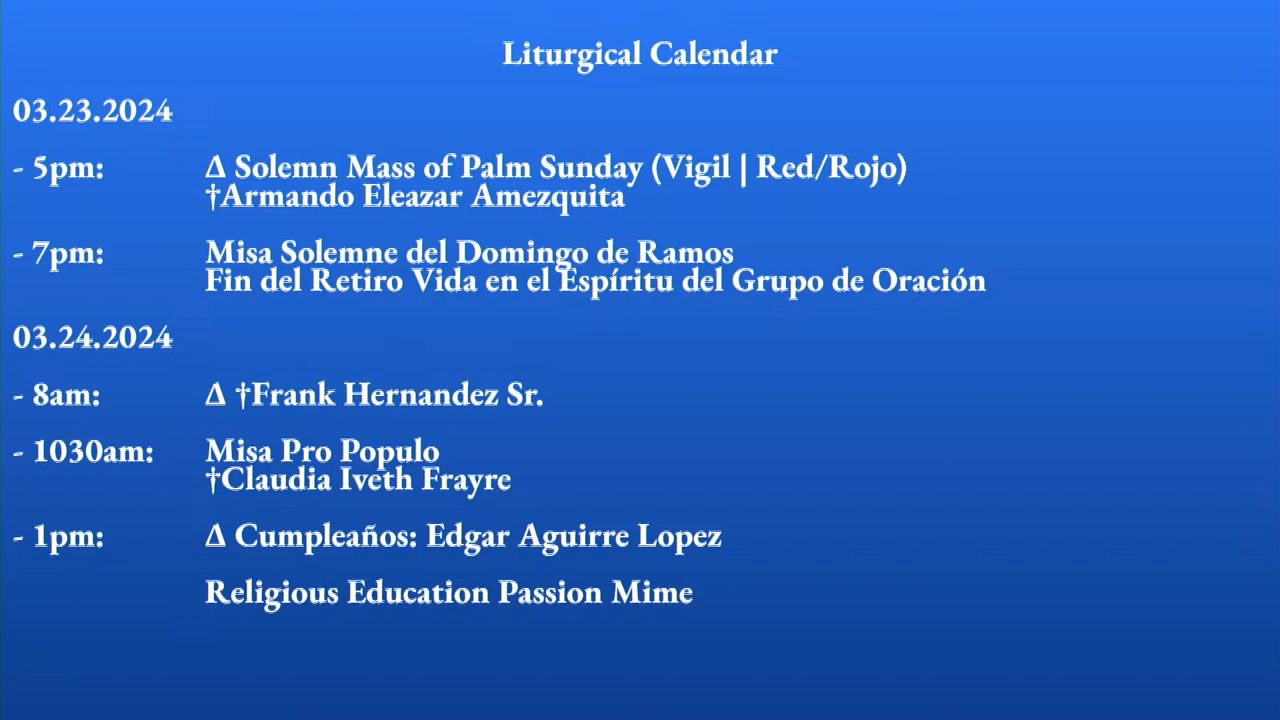 Liturgical Calendar
03.23.2024
- 5pm: Δ Solemn Mass of Palm Sunday (Vigil | Red/Rojo)
†Armando Eleazar Amezquita
- 7pm: Misa Solemne del Domingo de Ramos
Fin del Retiro Vida en el Espíritu del Grupo de Oración
03.24.2024
- 8am: Δ †Frank Hernandez Sr.
- 1030am: Misa Pro Populo
†Claudia Iveth Frayre
- 1pm: Δ Cumpleaños: Edgar Aguirre Lopez
Religious Education Passion Mime